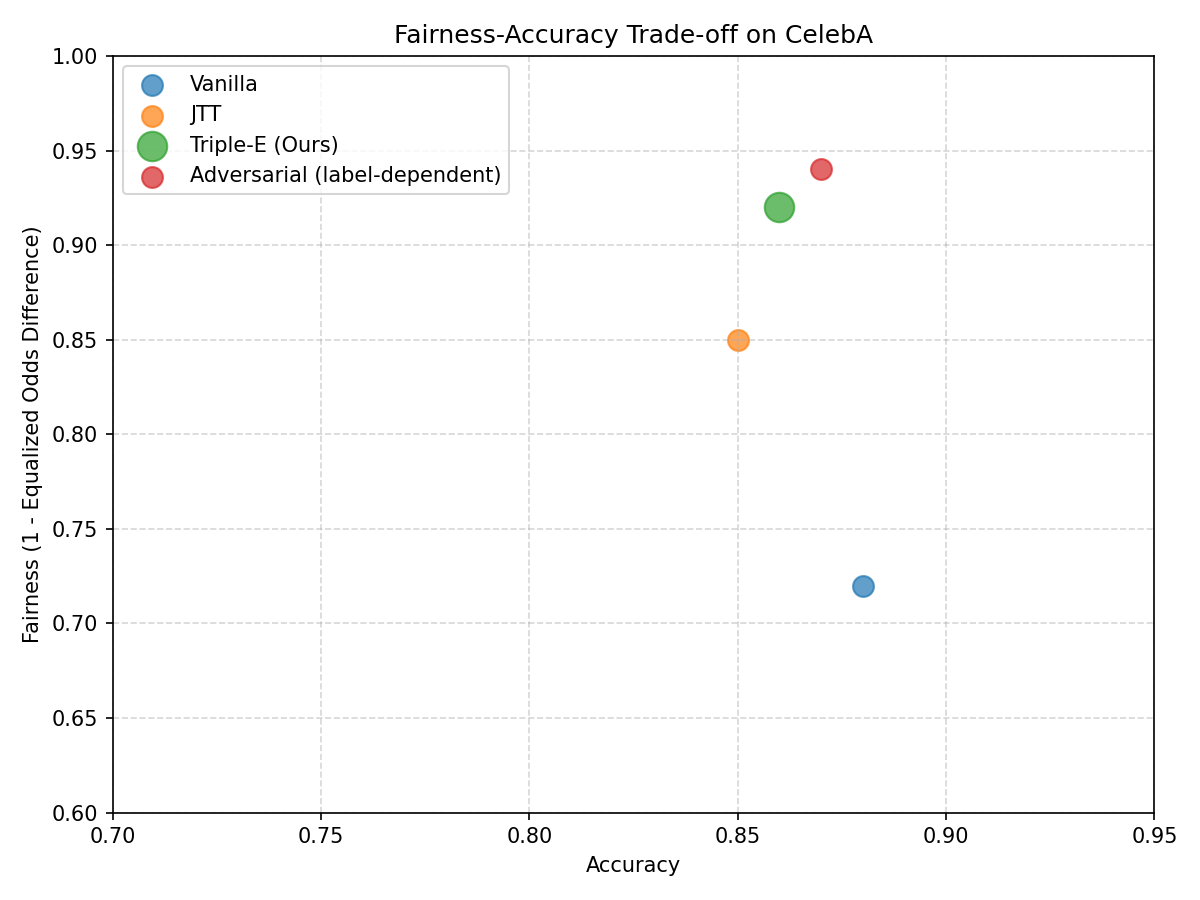 Fairness-Accuracy Trade-off on CelebA
Vanilla
JTT
Triple-E (Ours)
Adversarial (label-dependent)
Fairness (1 - Equalized Odds Difference)
1.00
0.95
0.90
0.85
0.80
0.75
0.70
0.65
0.60
0.70
0.75
0.80
0.85
0.90
0.95
Accuracy